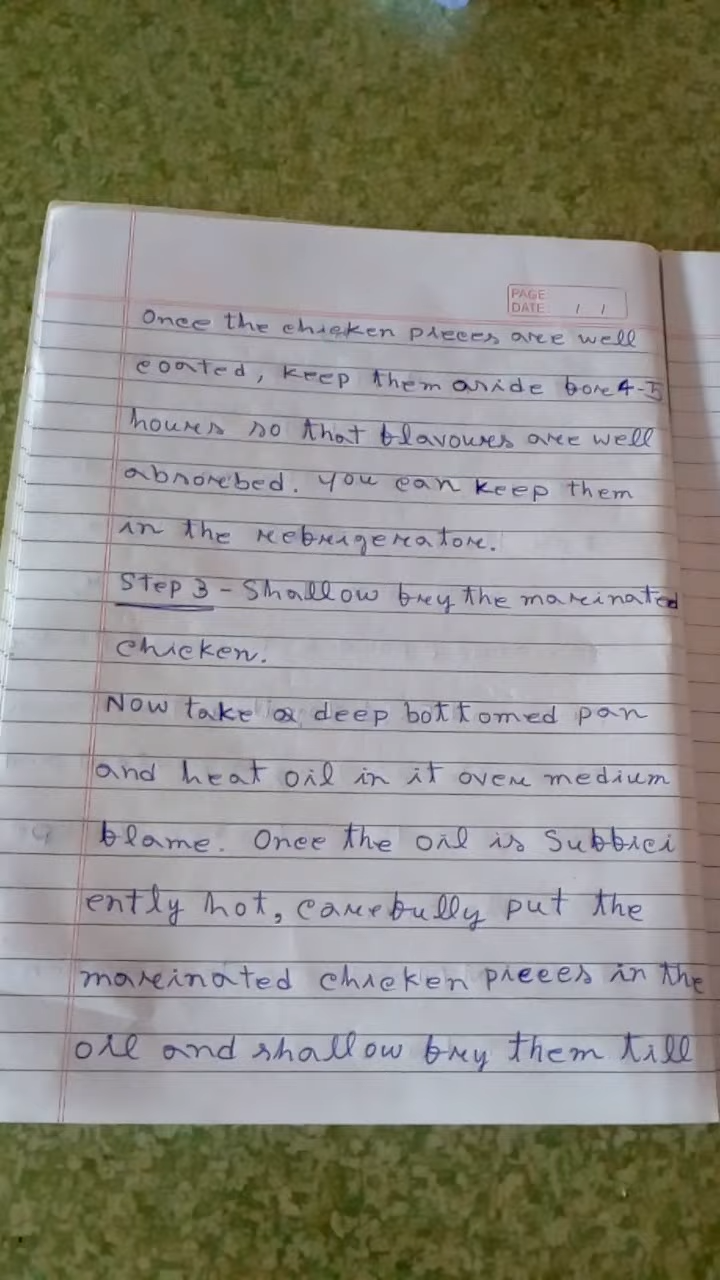 PAGE
DATE / /
Once the chicken pieces are well
coated, keep them aside for 4-5
hours so that flavours are well
absorbed. You can keep them
in the refrigerator.
Step 3 - Shallow fry the marinated
chicken.
Now take a deep bottomed pan
and heat oil in it over medium
flame. Once the oil is Suffici
ently hot, carefully put the
marinated chicken pieces in the
oil and shallow fry them till